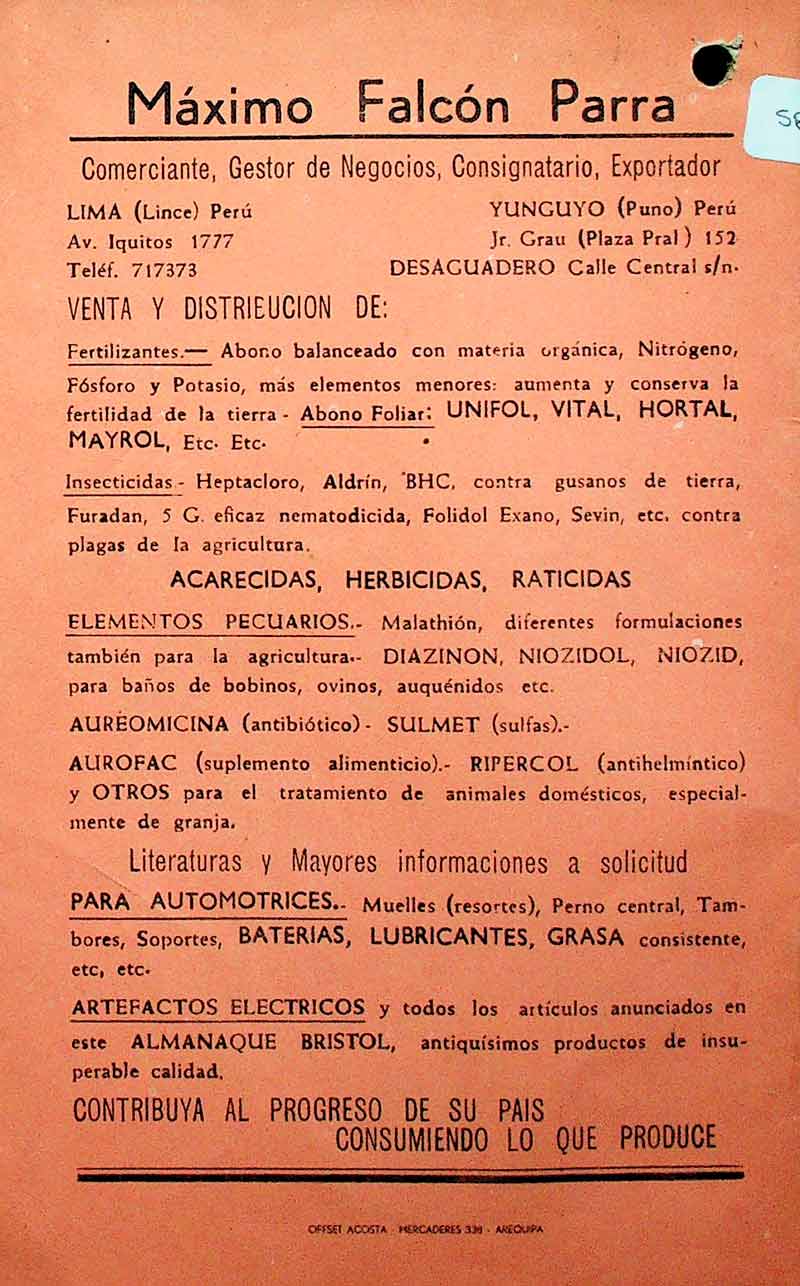 Máximo Falcón Parra
Comerciante, Gestor de Negocios, Consignatario, Exportador
LIMA (Lince) Perú YUNGUYO (Puno) Perú
Av. Iquitos 1777 Jr. Grau (Plaza Pral) 152
Teléf. 717373 DESAGUADERO Calle Central s/n.
VENTA Y DISTRIEUCION DE:
Fertilizantes.— Abono balanceado con materia orgánica, Nitrógeno,
Fósforo y Potasio, más elementos menores: aumenta y conserva la
fertilidad de la tierra - Abono Foliar: UNIFOL, VITAL, HORTAL,
MAYROL, Etc. Etc.
Insecticidas.- Heptacloro, Aldrín, BHC, contra gusanos de tierra,
Furadan, 5 G. eficaz nematodicida, Folidol Exano, Sevin, etc. contra
plagas de la agricultura.
ACARECIDAS, HERBICIDAS, RATICIDAS
ELEMENTOS PECUARIOS.- Malathión, diferentes formulaciones
también para la agricultura.- DIAZINON, NIOZIDOL, NIOZID,
para baños de bobinos, ovinos, auquénidos etc.
AUREOMICINA (antibiótico) - SULMET (sulfas).-
AUROFAC (suplemento alimenticio).- RIPERCOL (antihelmíntico)
y OTROS para el tratamiento de animales domésticos, especial-
mente de granja.
Literaturas y Mayores informaciones a solicitud
PARA AUTOMOTRICES.- Muelles (resortes), Perno central, Tam-
bores, Soportes, BATERIAS, LUBRICANTES, GRASA consistente,
etc, etc.
ARTEFACTOS ELECTRICOS y todos los artículos anunciados en
este ALMANAQUE BRISTOL, antiquísimos productos de insu-
perable calidad.
CONTRIBUYA AL PROGRESO DE SU PAIS
CONSUMIENDO LO QUE PRODUCE
OFFSET ACOSTA - MERCADERES 330 - AREQUIPA